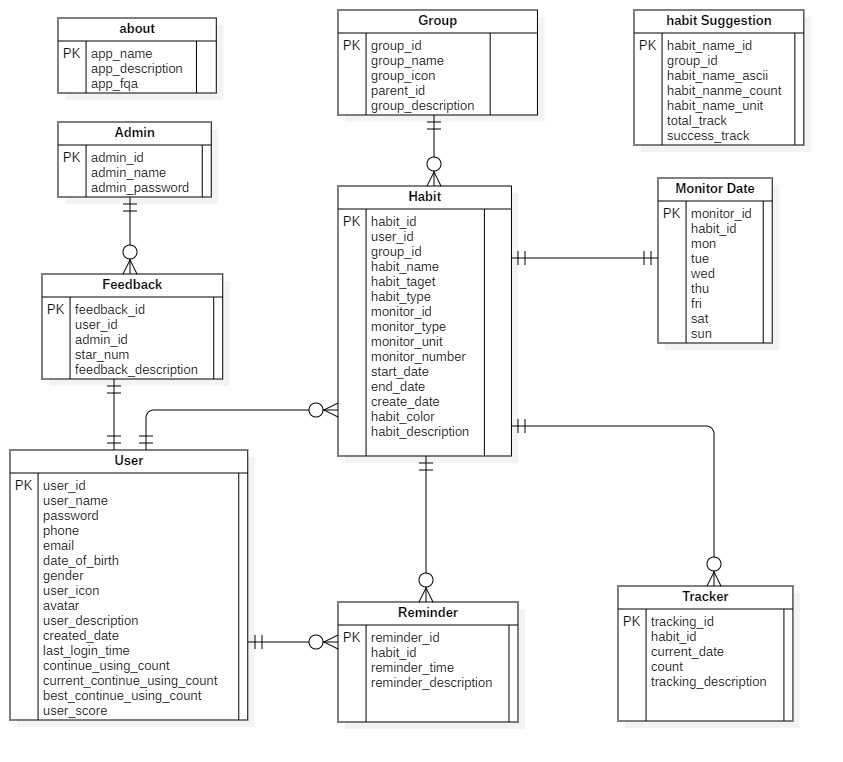 about
PK app_name
app_description
app_fqa
Group
PK group_id
group_name
group_icon
parent_id
group_description
habit Suggestion
PK habit_name_id
group_id
habit_name_ascii
habit_nanme_count
habit_name_unit
total_track
success_track
Admin
PK admin_id
admin_name
admin_password
Habit
PK habit_id
user_id
group_id
habit_name
habit_taget
habit_type
monitor_id
monitor_type
monitor_unit
monitor_number
start_date
end_date
create_date
habit_color
habit_description
Monitor Date
PK monitor_id
habit_id
mon
tue
wed
thu
fri
sat
sun
Feedback
PK feedback_id
user_id
admin_id
star_num
feedback_description
User
PK user_id
user_name
password
phone
email
date_of_birth
gender
user_icon
avatar
user_description
created_date
last_login_time
continue_using_count
current_continue_using_count
best_continue_using_count
user_score
Reminder
PK reminder_id
habit_id
reminder_time
reminder_description
Tracker
PK tracking_id
habit_id
current_date
count
tracking_description